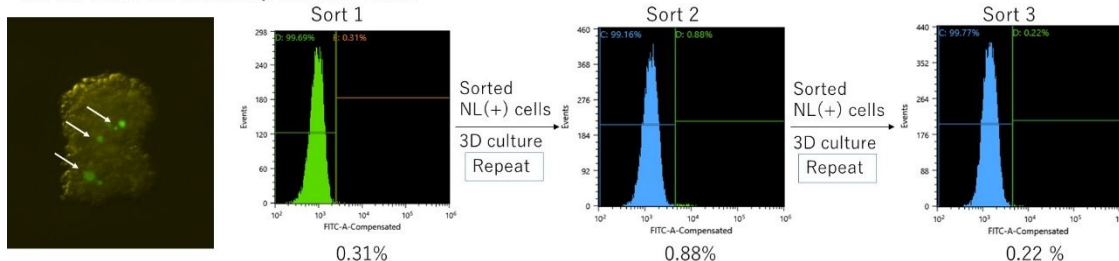 Sort 1
298
D: 99.69%
E: 0.31%
240
180
120
60
0
Events
10² 10³ 10⁴ 10⁵ 10⁶
FITC-A-Compensated
0.31%
Sorted
NL(+) cells
3D culture
Repeat
Sort 2
460
C: 99.16%
D: 0.88%
368
276
184
92
0
Events
10² 10³ 10⁴ 10⁵ 10⁶
FITC-A-Compensated
0.88%
Sorted
NL(+) cells
3D culture
Repeat
Sort 3
440
C: 99.77%
D: 0.22%
352
264
176
88
0
Events
10² 10³ 10⁴ 10⁵ 10⁶
FITC-A-Compensated
0.22 %